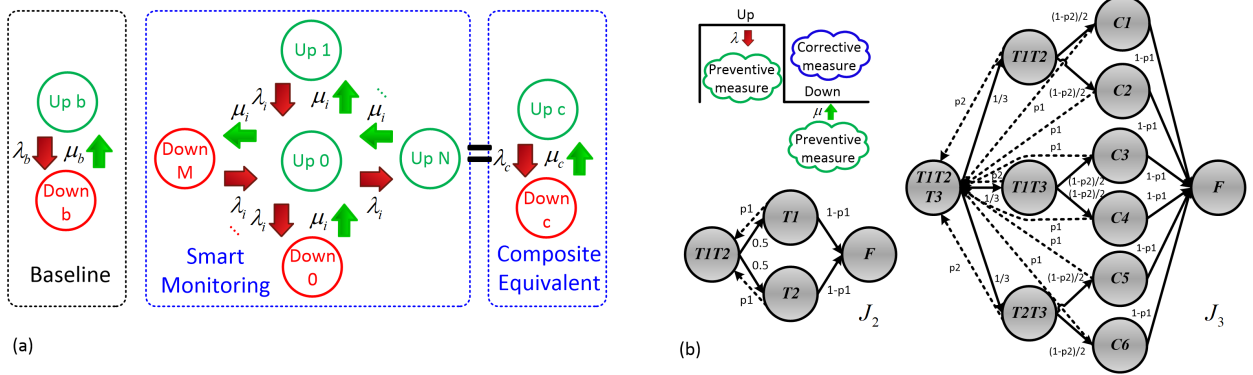 Up b
λb
μb
Down
b
Baseline
Up 1
λi
μi
μi
μi
Down
M
Up 0
Up N
λi
λi
μi
λi
Down
0
Smart
Monitoring
=
Up c
λc
μc
Down
c
Composite
Equivalent
(a)
Up
λ
Preventive
measure
Corrective
measure
Down
μ
Preventive
measure
T1T2
p1
0.5
0.5
p1
T1
T2
1-p1
1-p1
F
J2
(b)
T1T2
T3
p2
1/3
p2
1/3
1/3
p2
T1T2
T1T3
T2T3
(1-p2)/2
(1-p2)/2
(1-p2)/2
(1-p2)/2
(1-p2)/2
(1-p2)/2
p1
p1
p1
p1
p1
p1
C1
C2
C3
C4
C5
C6
1-p1
1-p1
1-p1
1-p1
1-p1
1-p1
F
J3